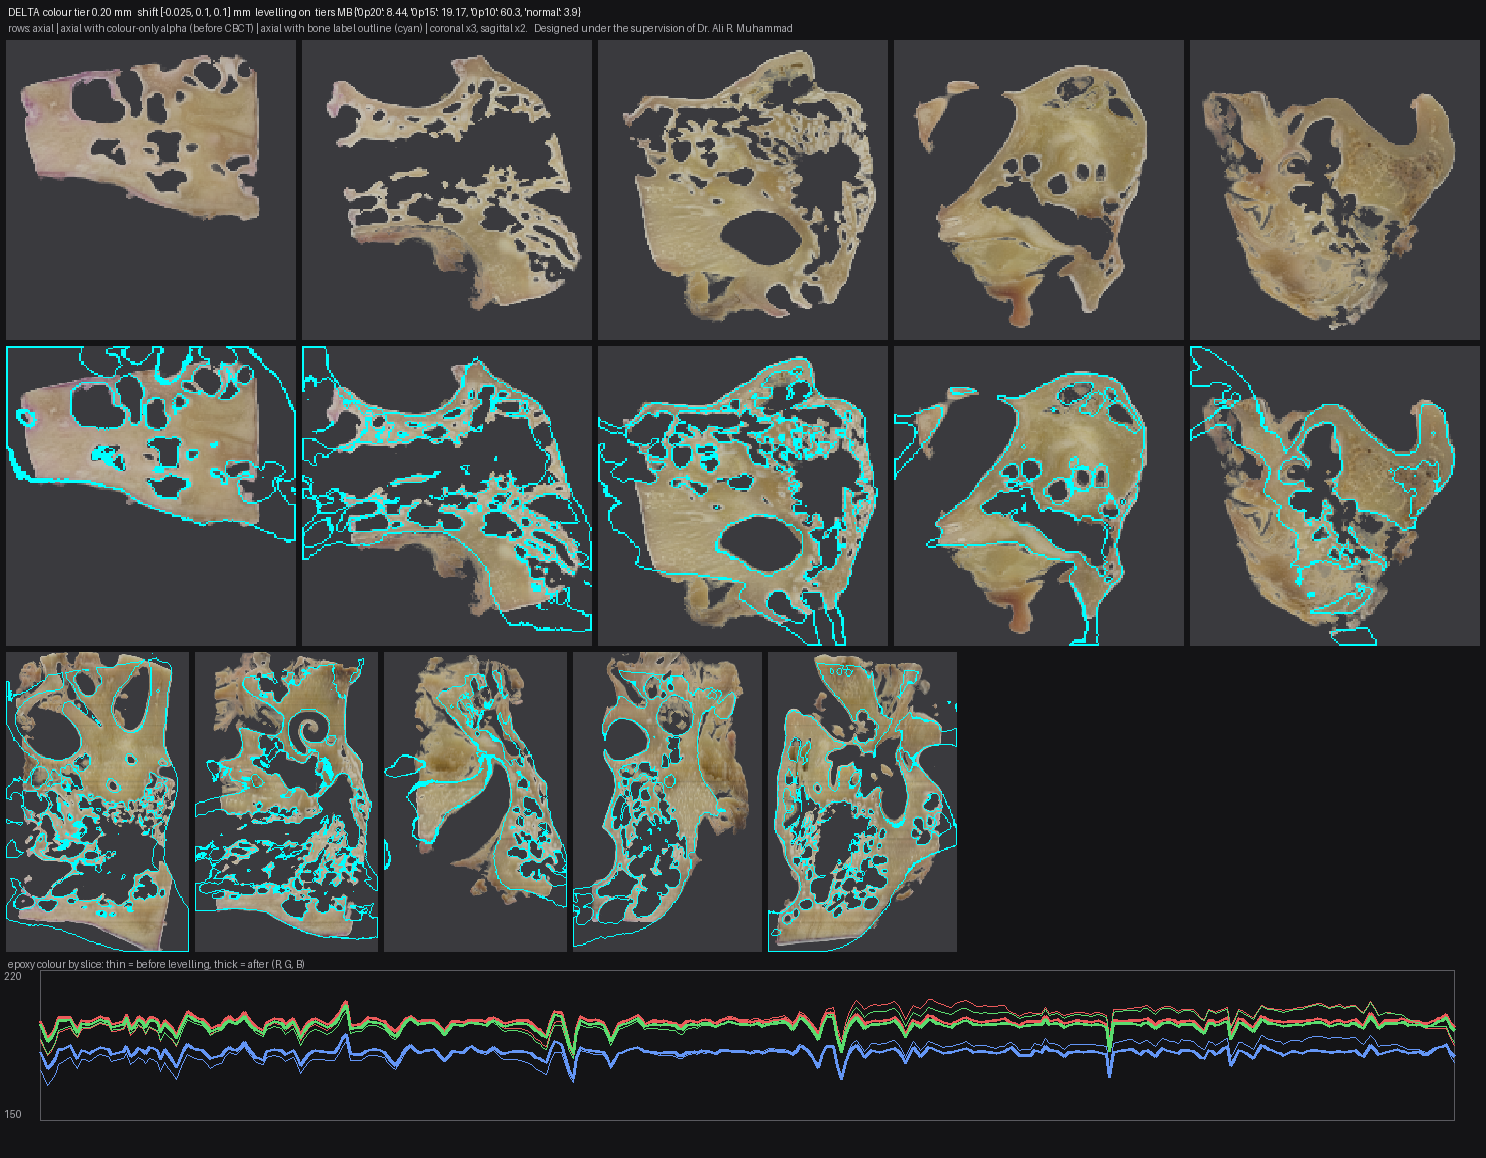 DELTA colour tier 0.20 mm  shift [-0.025, 0.1, 0.1] mm  levelling on  tiers MB {'0p20': 8.44, '0p15': 19.17, '0p10': 60.3, 'normal': 3.9}
rows: axial | axial with colour-only alpha (before CBCT) | axial with bone label outline (cyan) | coronal x3, sagittal x2.  Designed under the supervision of Dr. Ali R. Muhammad
epoxy colour by slice: thin = before levelling, thick = after (R, G, B)
220
150